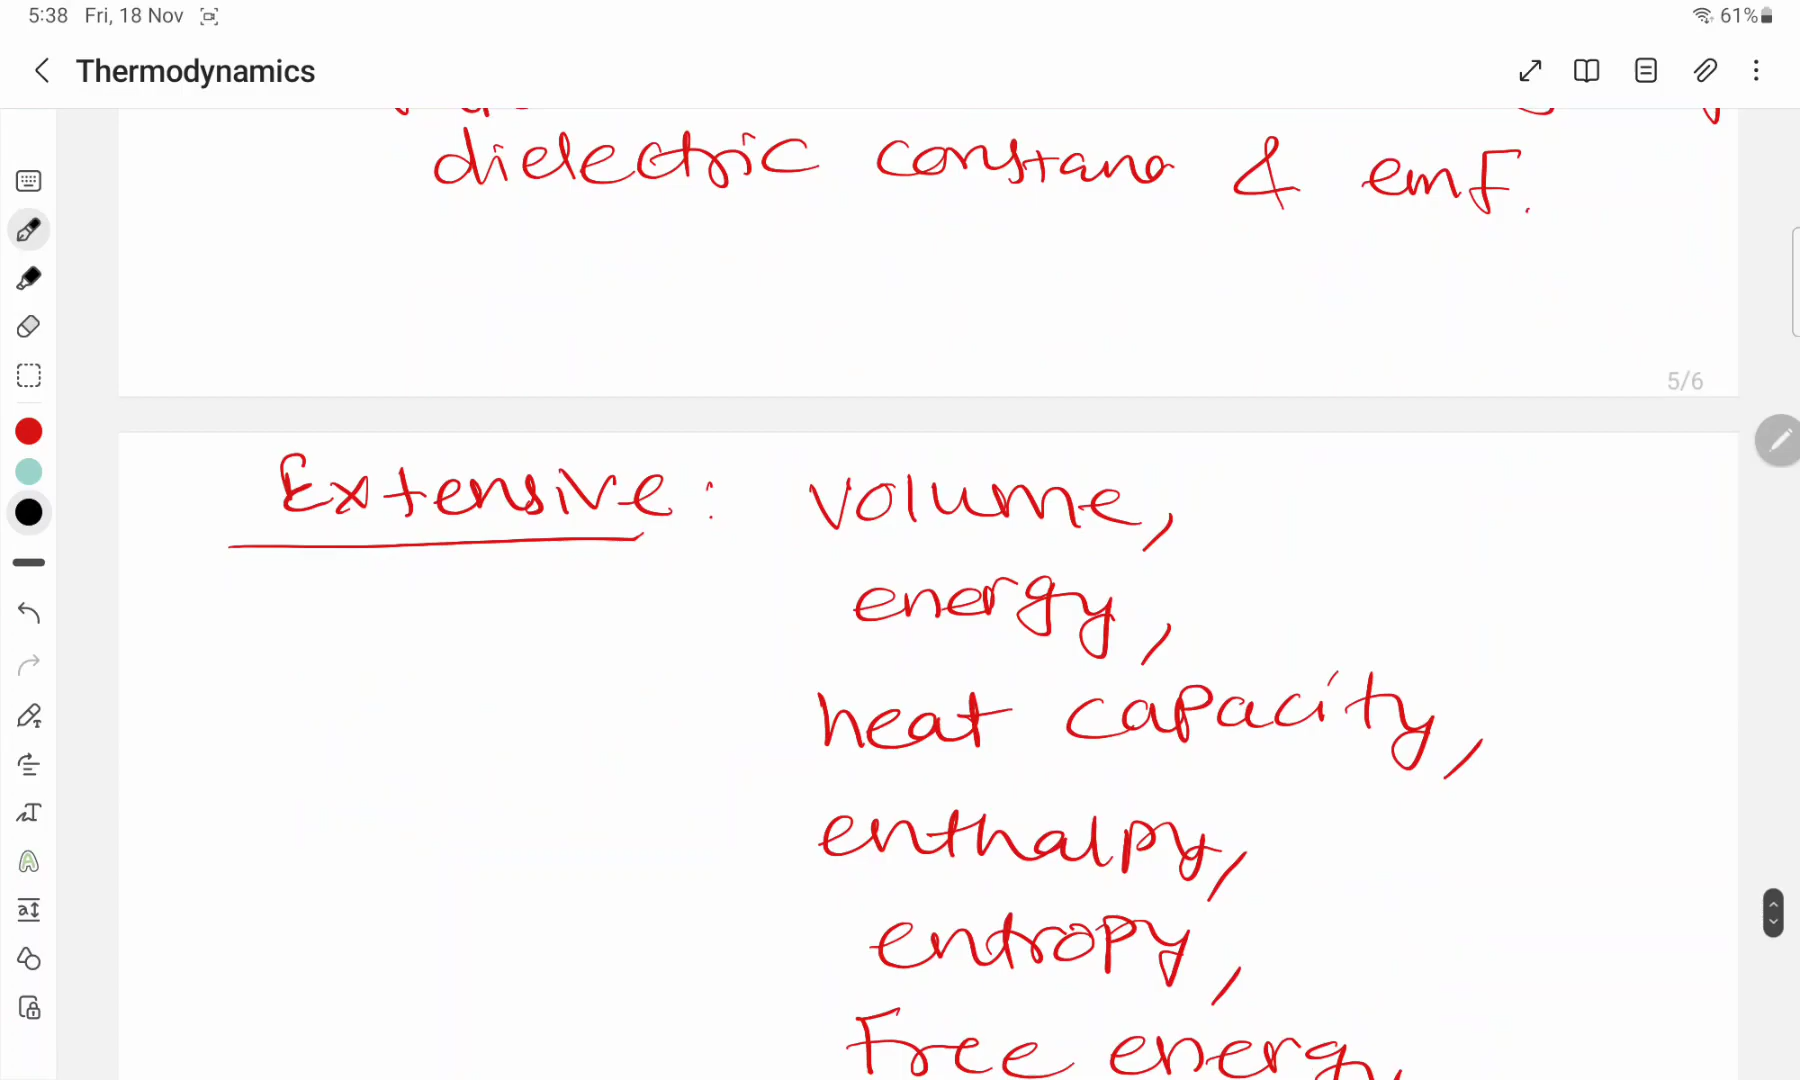 5:38 Fri, 18 Nov 61%
Thermodynamics
dielectric constano & emf.
5/6
Extensive : volume,
energy,
heat capacity,
enthalpy,
entropy,
Free energy